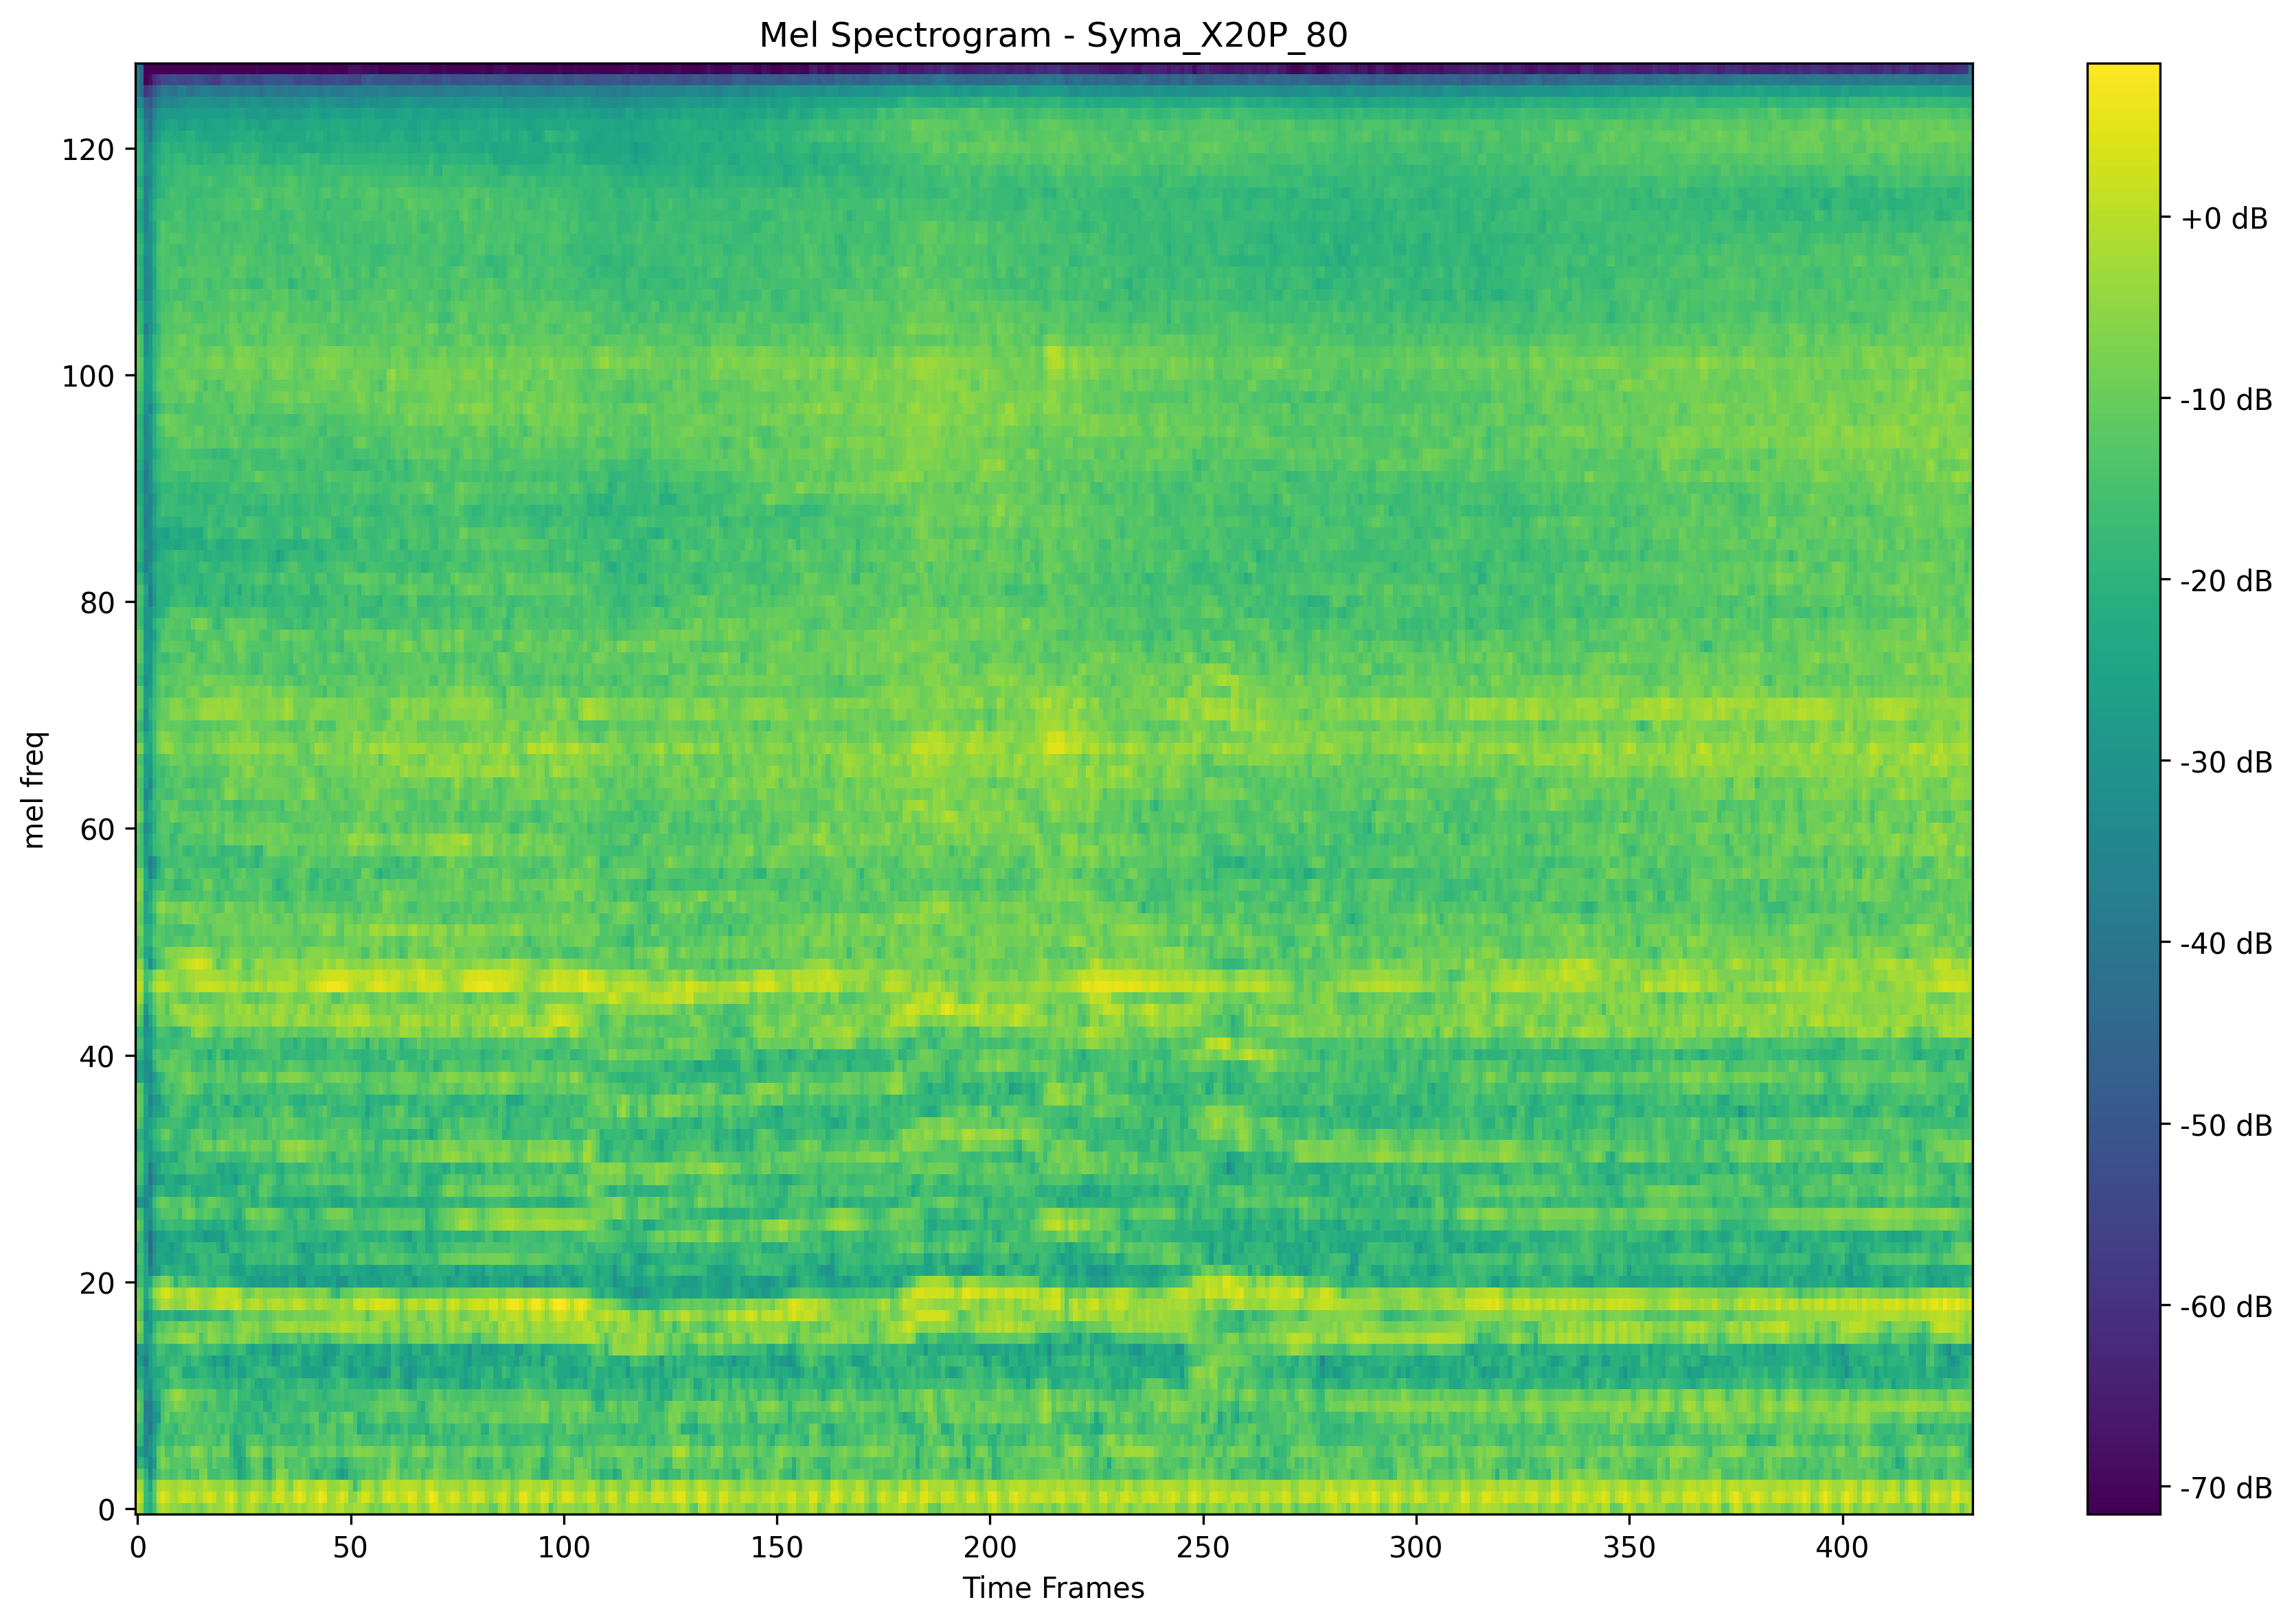 Mel Spectrogram - Syma_X20P_80
mel freq
120
100
80
60
40
20
0
0 50 100 150 200 250 300 350 400
Time Frames
+0 dB
-10 dB
-20 dB
-30 dB
-40 dB
-50 dB
-60 dB
-70 dB